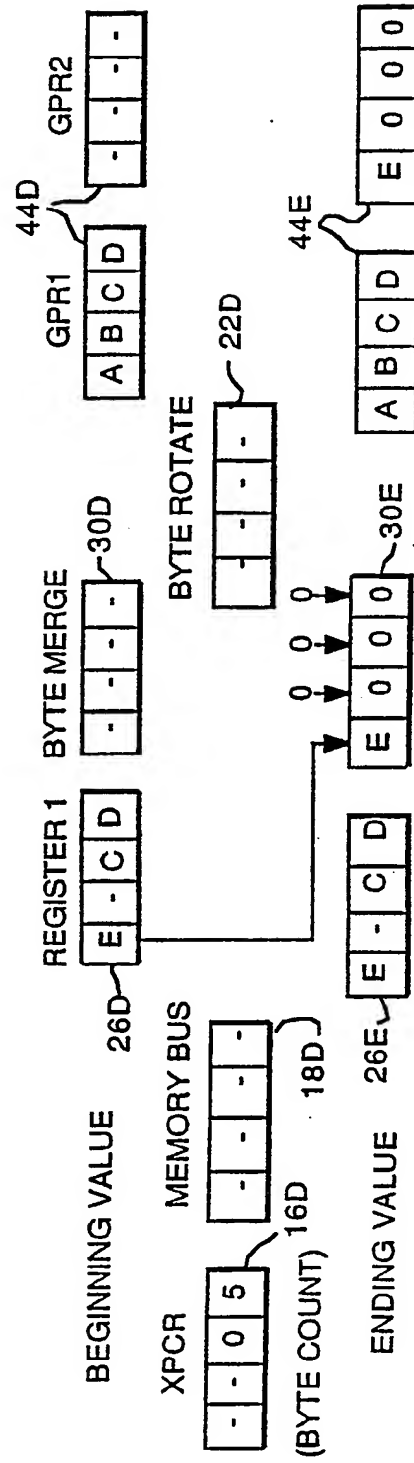 BEGINNING VALUE
REGISTER 1
E - C D
26D
BYTE MERGE
- - - -
30D
GPR1
A B C D
GPR2
- - - -
44D
XPCR
- - 0 5
16D
(BYTE COUNT)
MEMORY BUS
- - - -
18D
BYTE ROTATE
- - - -
22D
0 0 0
ENDING VALUE
E - C D
26E
E 0 0 0
30E
A B C D
E 0 0 0
44E